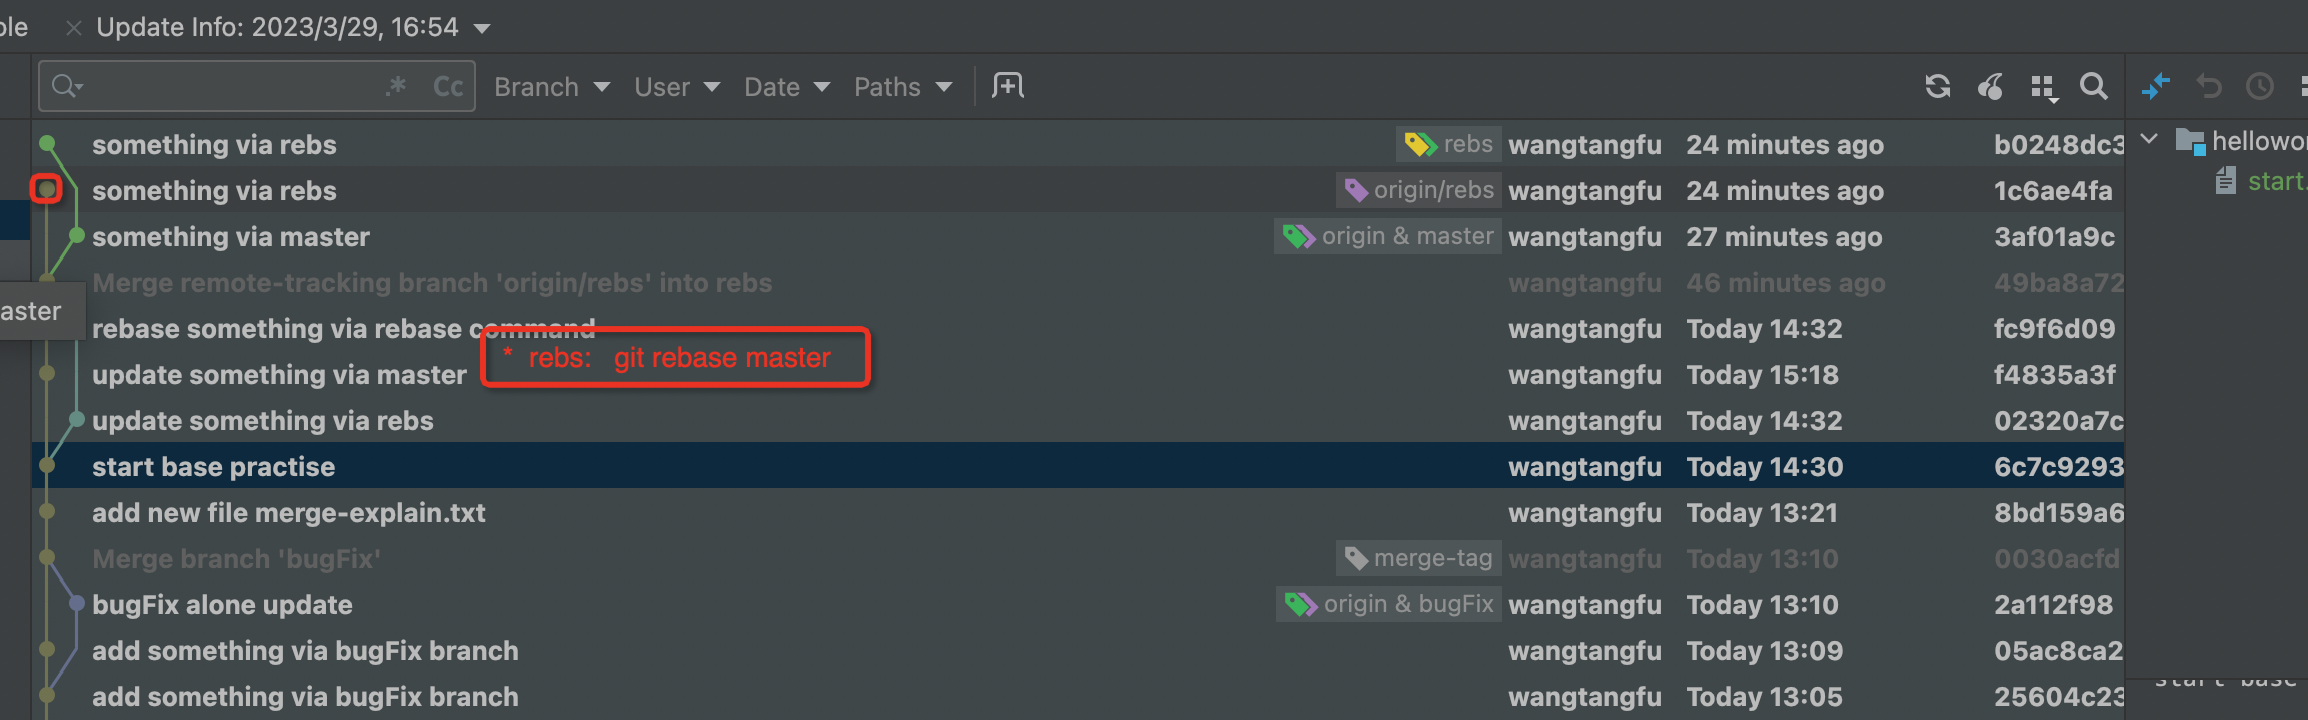 ble × Update Info: 2023/3/29, 16:54
.* Cc Branch User Date Paths
something via rebs rebs wangtangfu 24 minutes ago b0248dc3
something via rebs origin/rebs wangtangfu 24 minutes ago 1c6ae4fa
something via master origin & master wangtangfu 27 minutes ago 3af01a9c
Merge remote-tracking branch 'origin/rebs' into rebs wangtangfu 46 minutes ago 49ba8a72
rebase something via rebase command wangtangfu Today 14:32 fc9f6d09
* rebs: git rebase master
update something via master wangtangfu Today 15:18 f4835a3f
update something via rebs wangtangfu Today 14:32 02320a7c
start base practise wangtangfu Today 14:30 6c7c9293
add new file merge-explain.txt wangtangfu Today 13:21 8bd159a6
Merge branch 'bugFix' merge-tag wangtangfu Today 13:10 0030acfd
bugFix alone update origin & bugFix wangtangfu Today 13:10 2a112f98
add something via bugFix branch wangtangfu Today 13:09 05ac8ca2
add something via bugFix branch wangtangfu Today 13:05 25604c23
aster
hellowor
start.
start base